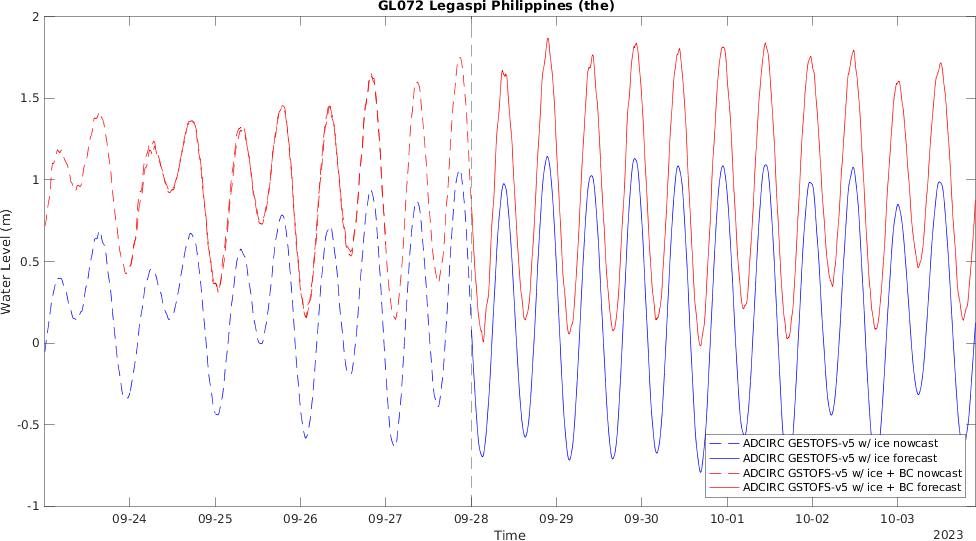 GL072 Legaspi Philippines (the)
2
1.5
1
0.5
0
-0.5
-1
Water Level (m)
ADCIRC GESTOFS-v5 w/ ice nowcast
ADCIRC GESTOFS-v5 w/ ice forecast
ADCIRC GSTOFS-v5 w/ ice + BC nowcast
ADCIRC GSTOFS-v5 w/ ice + BC forecast
09-24 09-25 09-26 09-27 09-28 09-29 09-30 10-01 10-02 10-03
Time
2023